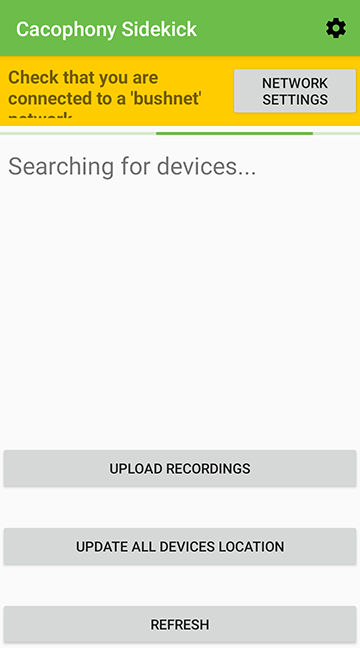 Cacophony Sidekick
Check that you are
connected to a 'bushnet'
network
NETWORK
SETTINGS
Searching for devices...
UPLOAD RECORDINGS
UPDATE ALL DEVICES LOCATION
REFRESH